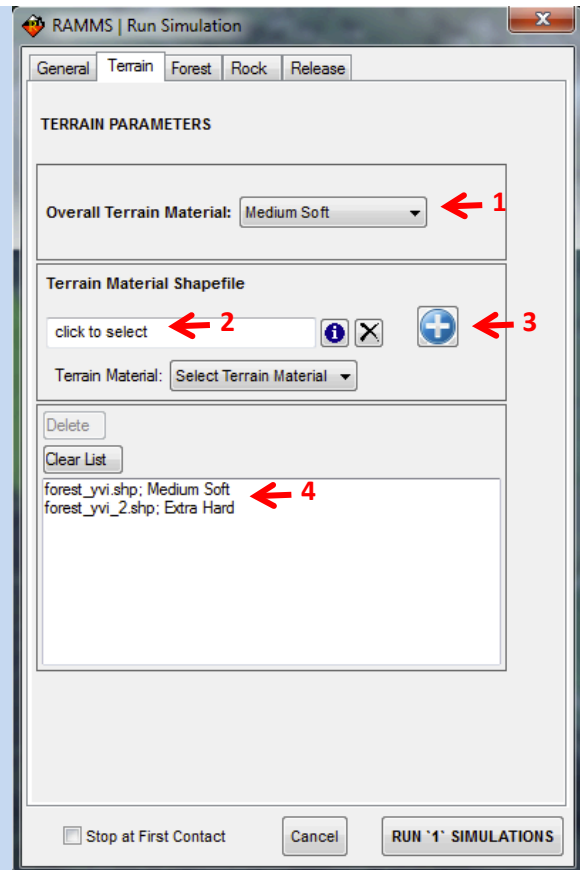 RAMMS | Run Simulation
x
General Terrain Forest Rock Release
TERRAIN PARAMETERS
Overall Terrain Material: Medium Soft 1
Terrain Material Shapefile
click to select 2 i X 3
Terrain Material: Select Terrain Material
Delete
Clear List
forest_yvi.shp; Medium Soft 4
forest_yvi_2.shp; Extra Hard
Stop at First Contact Cancel RUN `1` SIMULATIONS